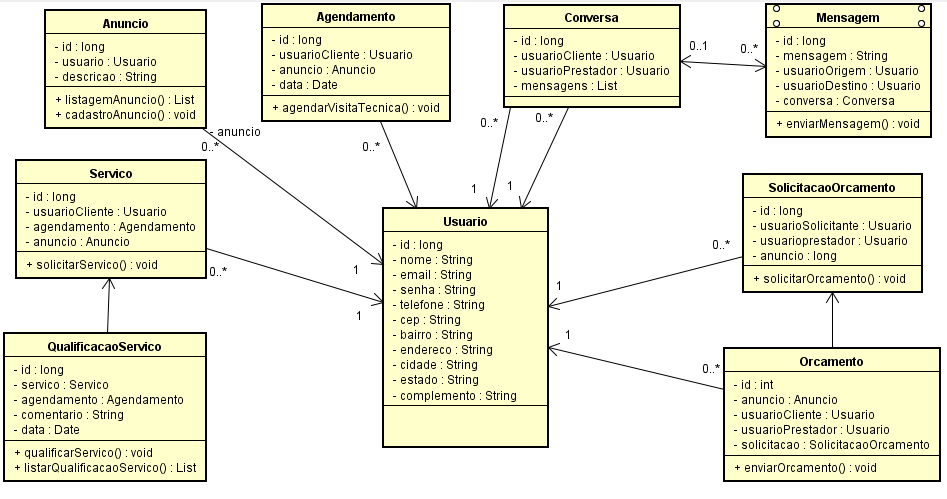 Anuncio
- id : long
- usuario : Usuario
- descricao : String
+ listagemAnuncio() : List
+ cadastroAnuncio() : void
Agendamento
- id : long
- usuarioCliente : Usuario
- anuncio : Anuncio
- data : Date
+ agendarVisitaTecnica() : void
Conversa
- id : long
- usuarioCliente : Usuario
- usuarioPrestador : Usuario
- mensagens : List
0..1
0..*
Mensagem
- id : long
- mensagem : String
- usuarioOrigem : Usuario
- usuarioDestino : Usuario
- conversa : Conversa
+ enviarMensagem() : void
- anuncio
0..*
0..*
0..*
0..*
1
1
Servico
- id : long
- usuarioCliente : Usuario
- agendamento : Agendamento
- anuncio : Anuncio
+ solicitarServico() : void
0..*
1
1
Usuario
- id : long
- nome : String
- email : String
- senha : String
- telefone : String
- cep : String
- bairro : String
- endereco : String
- cidade : String
- estado : String
- complemento : String
SolicitacaoOrcamento
- id : long
- usuarioSolicitante : Usuario
- usuarioprestador : Usuario
- anuncio : long
+ solicitarOrcamento() : void
0..*
1
1
0..*
QualificacaoServico
- id : long
- servico : Servico
- agendamento : Agendamento
- comentario : String
- data : Date
+ qualificarServico() : void
+ listarQualificacaoServico() : List
Orcamento
- id : int
- anuncio : Anuncio
- usuarioCliente : Usuario
- usuarioPrestador : Usuario
- solicitacao : SolicitacaoOrcamento
+ enviarOrcamento() : void